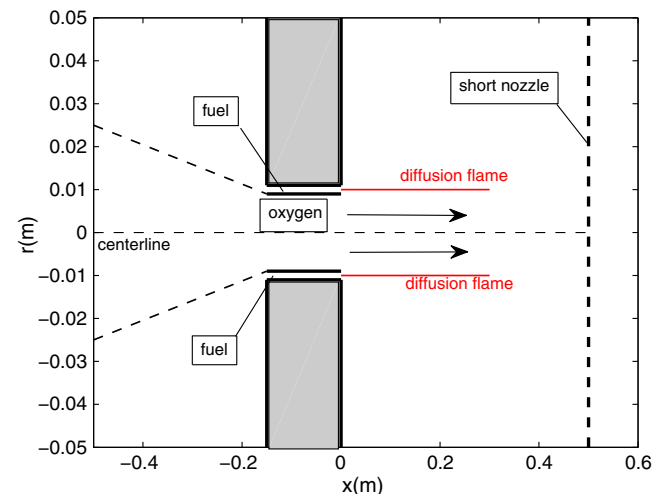 0.05
0.04
0.03
0.02
0.01
0
−0.01
−0.02
−0.03
−0.04
−0.05
r(m)
fuel
short nozzle
diffusion flame
oxygen
centerline
diffusion flame
fuel
−0.4
−0.2
0
0.2
0.4
0.6
x(m)